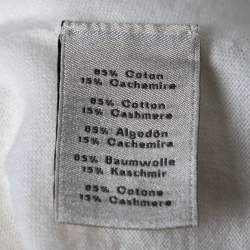 85% Coton
15% Cachemire
85% Cotton
15% Cashmere
85% Algodón
15% Cachemira
85% Baumwolle
15% Kaschmir
85% Cotone
15% Cashmere